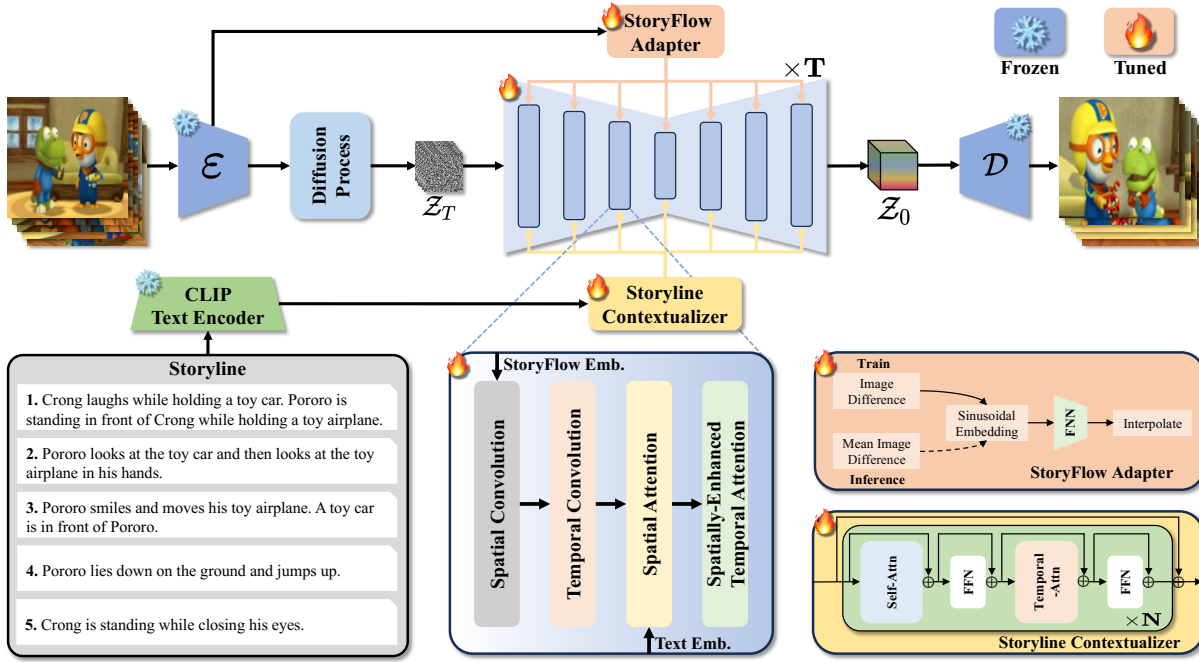 StoryFlow
Adapter
× T
Frozen
Tuned
ℰ
Diffusion
Process
𝒵_T
𝒵_0
𝒟
CLIP
Text Encoder
Storyline
Contextualizer
Storyline
1. Crong laughs while holding a toy car. Pororo is
standing in front of Crong while holding a toy airplane.
2. Pororo looks at the toy car and then looks at the toy
airplane in his hands.
3. Pororo smiles and moves his toy airplane. A toy car
is in front of Pororo.
4. Pororo lies down on the ground and jumps up.
5. Crong is standing while closing his eyes.
StoryFlow Emb.
Spatial Convolution
Temporal Convolution
Spatial Attention
Spatially-Enhanced
Temporal Attention
Text Emb.
Train
Image
Difference
Mean Image
Difference
Inference
Sinusoidal
Embedding
FNN
Interpolate
StoryFlow Adapter
Self-Attn
FFN
Temporal
-Attn
FFN
× N
Storyline Contextualizer